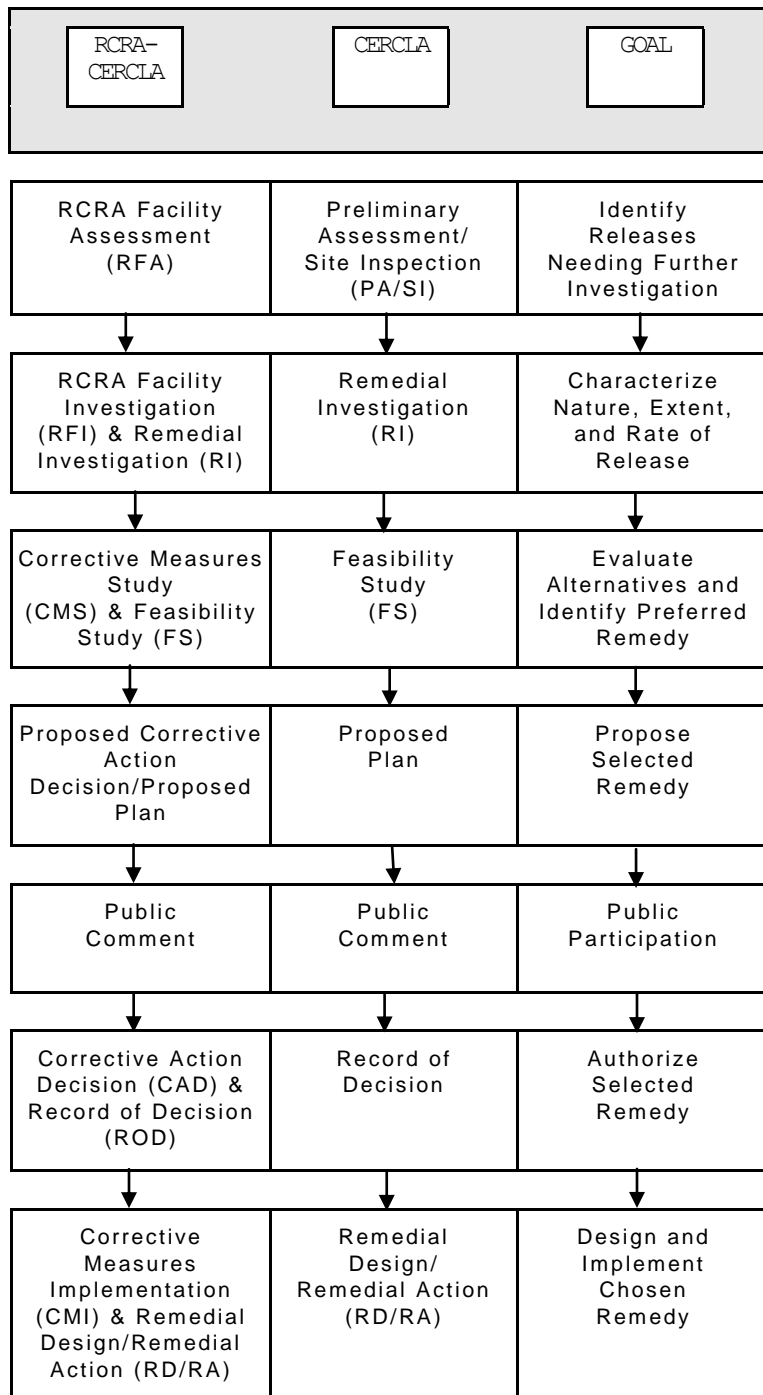 RCRA-
CERCLA
CERCLA
GOAL
RCRA Facility
Assessment
(RFA)
Preliminary
Assessment/
Site Inspection
(PA/SI)
Identify
Releases
Needing Further
Investigation
RCRA Facility
Investigation
(RFI) & Remedial
Investigation (RI)
Remedial
Investigation
(RI)
Characterize
Nature, Extent,
and Rate of
Release
Corrective Measures
Study
(CMS) & Feasibility
Study (FS)
Feasibility
Study
(FS)
Evaluate
Alternatives and
Identify Preferred
Remedy
Proposed Corrective
Action
Decision/Proposed
Plan
Proposed
Plan
Propose
Selected
Remedy
Public
Comment
Public
Comment
Public
Participation
Corrective Action
Decision (CAD) &
Record of Decision
(ROD)
Record of
Decision
Authorize
Selected
Remedy
Corrective
Measures
Implementation
(CMI) & Remedial
Design/Remedial
Action (RD/RA)
Remedial
Design/
Remedial Action
(RD/RA)
Design and
Implement
Chosen
Remedy